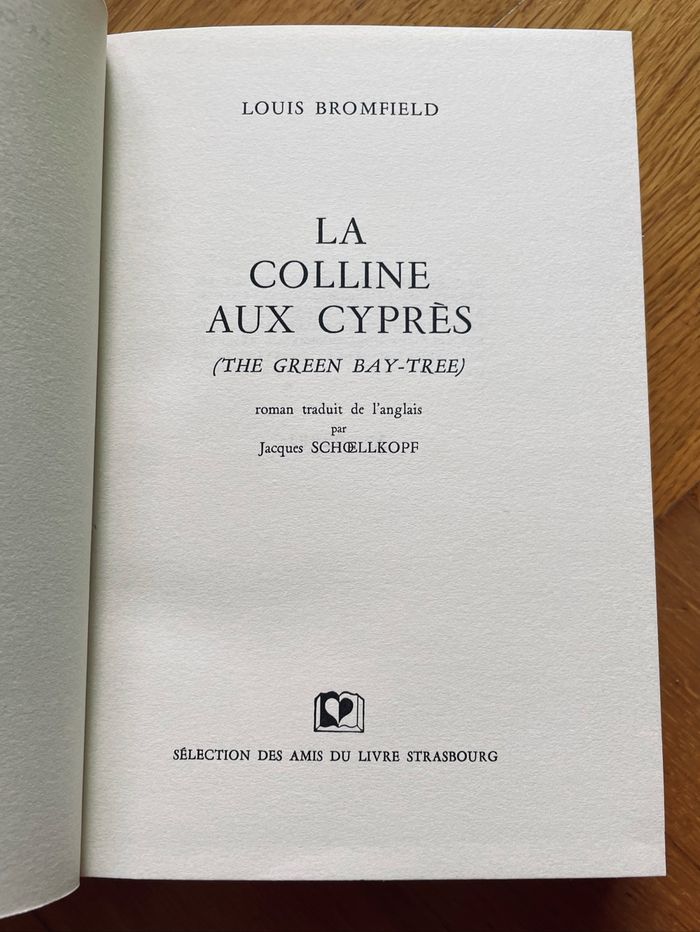 LOUIS BROMFIELD
LA
COLLINE
AUX CYPRÈS
(THE GREEN BAY-TREE)
roman traduit de l'anglais
par
Jacques SCHŒLLKOPF
SÉLECTION DES AMIS DU LIVRE STRASBOURG